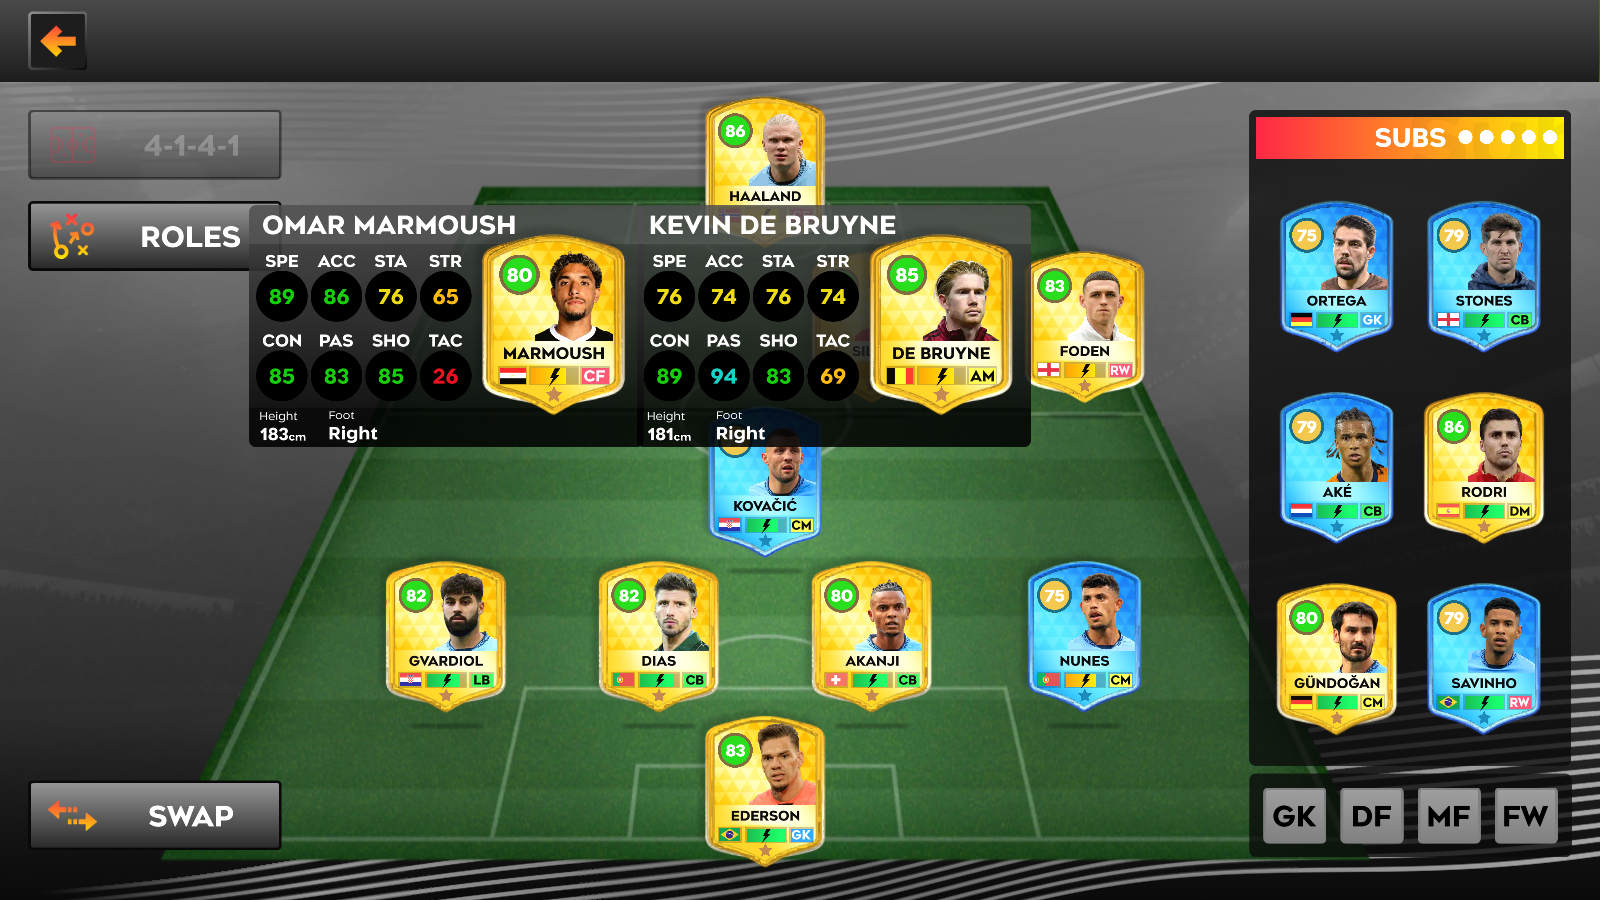 4-1-4-1
ROLES
86
HAALAND
OMAR MARMOUSH
SPE ACC STA STR
89 86 76 65
CON PAS SHO TAC
85 83 85 26
Height Foot
183cm Right
80
MARMOUSH
CF
KEVIN DE BRUYNE
SPE ACC STA STR
76 74 76 74
CON PAS SHO TAC
89 94 83 69
Height Foot
181cm Right
85
DE BRUYNE
AM
83
FODEN
RW
KOVAČIĆ
CM
82
GVARDIOL
LB
82
DIAS
CB
80
AKANJI
CB
75
NUNES
CM
83
EDERSON
GK
SWAP
SUBS
75
ORTEGA
GK
79
STONES
CB
79
AKÉ
CB
86
RODRI
DM
80
GÜNDOĞAN
CM
79
SAVINHO
RW
GK DF MF FW